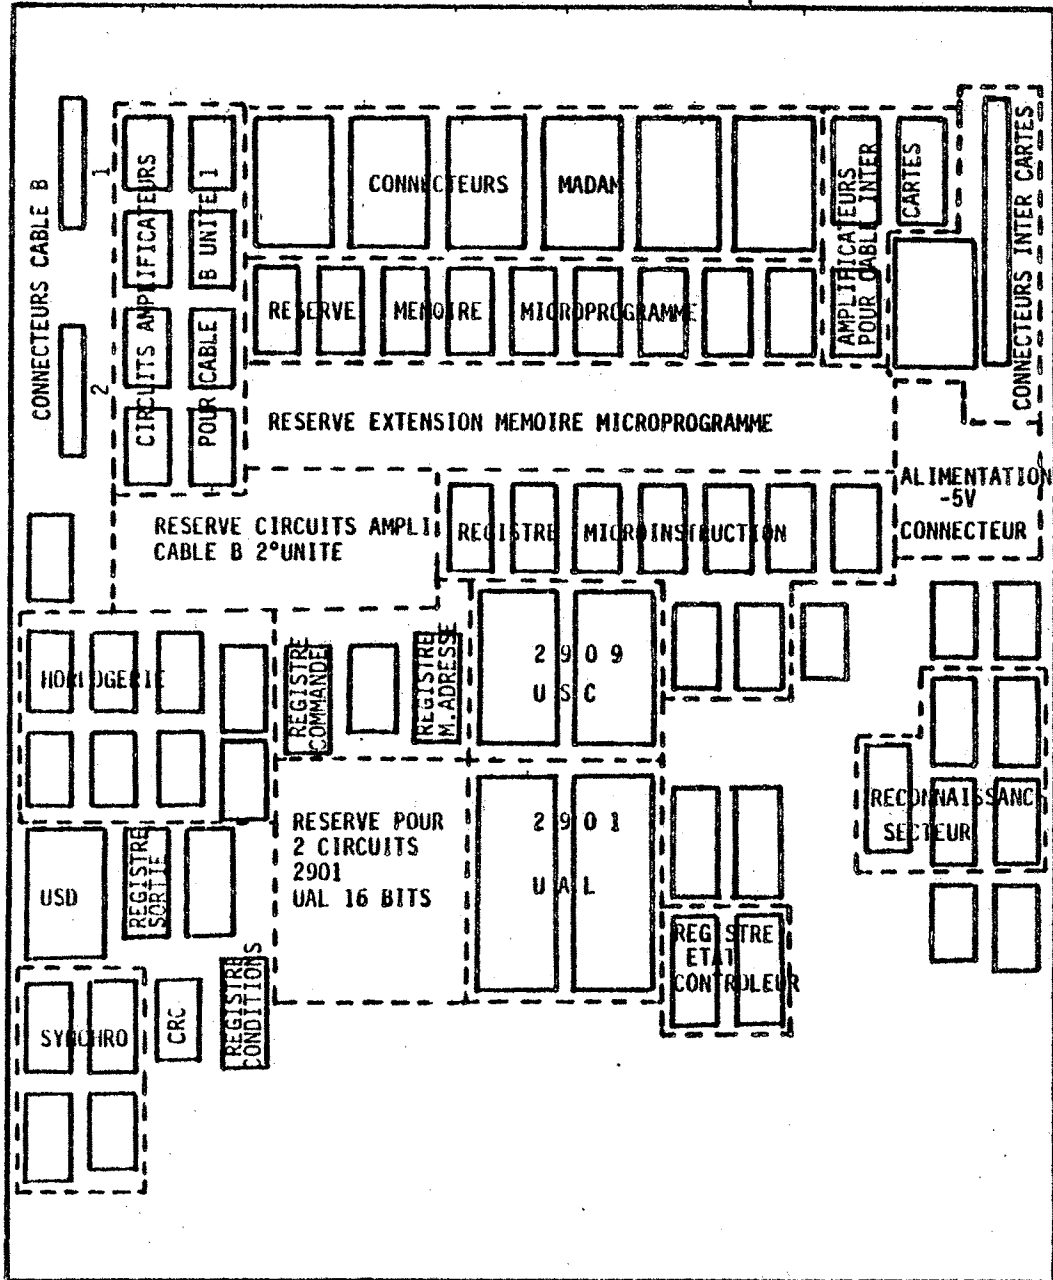 CONNECTEURS CABLE B
1
2
CIRCUITS AMPLIFICATEURS
POUR CABLE B UNITE 1
CONNECTEURS MADAM
AMPLIFICATEURS
POUR CABLE INTER
CARTES
CONNECTEURS INTER CARTES
RESERVE MEMOIRE MICROPROGRAMME
RESERVE EXTENSION MEMOIRE MICROPROGRAMME
ALIMENTATION
-5V
CONNECTEUR
RESERVE CIRCUITS AMPLI
CABLE B 2°UNITE
REGISTRE MICROINSTRUCTION
HORLOGERIE
REGISTRE
COMMANDE
REGISTRE
M.ADRESSE
2909
USC
RECONNAISSANCE
SECTEUR
USD
REGISTRE
SORTIE
RESERVE POUR
2 CIRCUITS
2901
UAL 16 BITS
2901
UAL
REGISTRE
ETAT
CONTROLEUR
SYNCHRO
CRC
REGISTRE
CONDITIONS